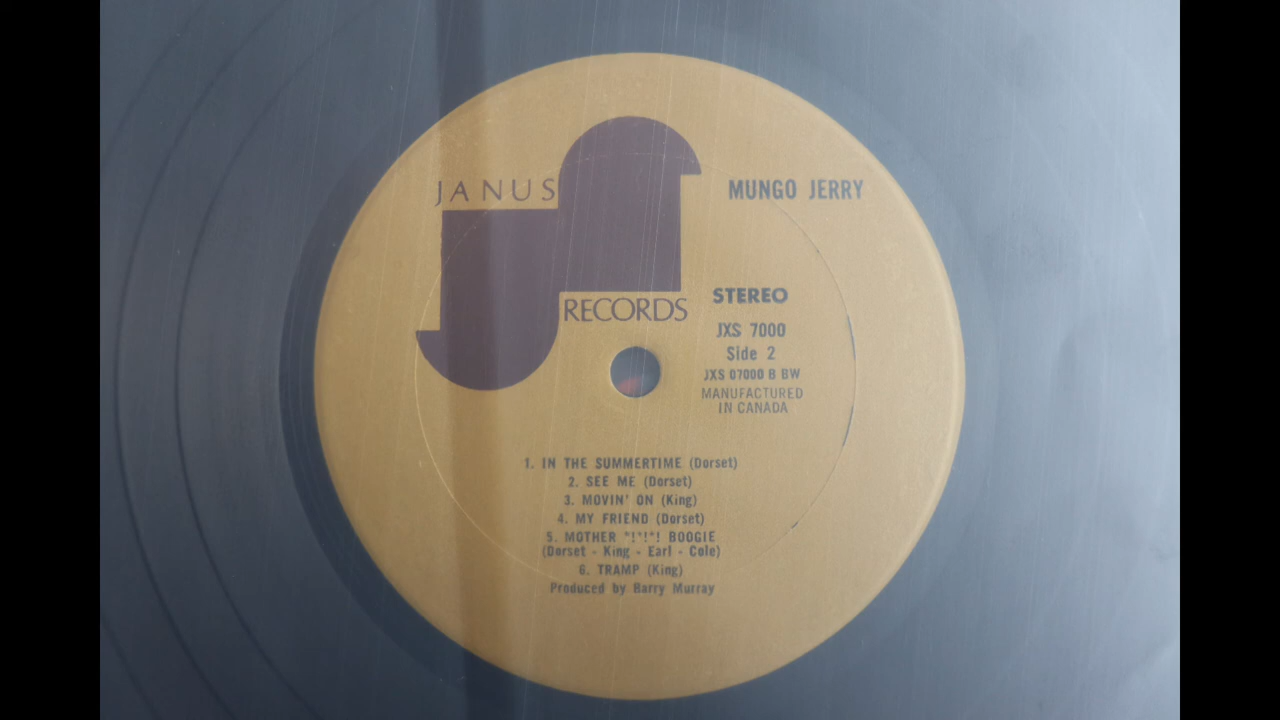 JANUS
RECORDS
MUNGO JERRY
STEREO
JXS 7000
Side 2
JXS 07000 B BW
MANUFACTURED
IN CANADA
1. IN THE SUMMERTIME (Dorset)
2. SEE ME (Dorset)
3. MOVIN' ON (King)
4. MY FRIEND (Dorset)
5. MOTHER *!*!*! BOOGIE
(Dorset - King - Earl - Cole)
6. TRAMP (King)
Produced by Barry Murray